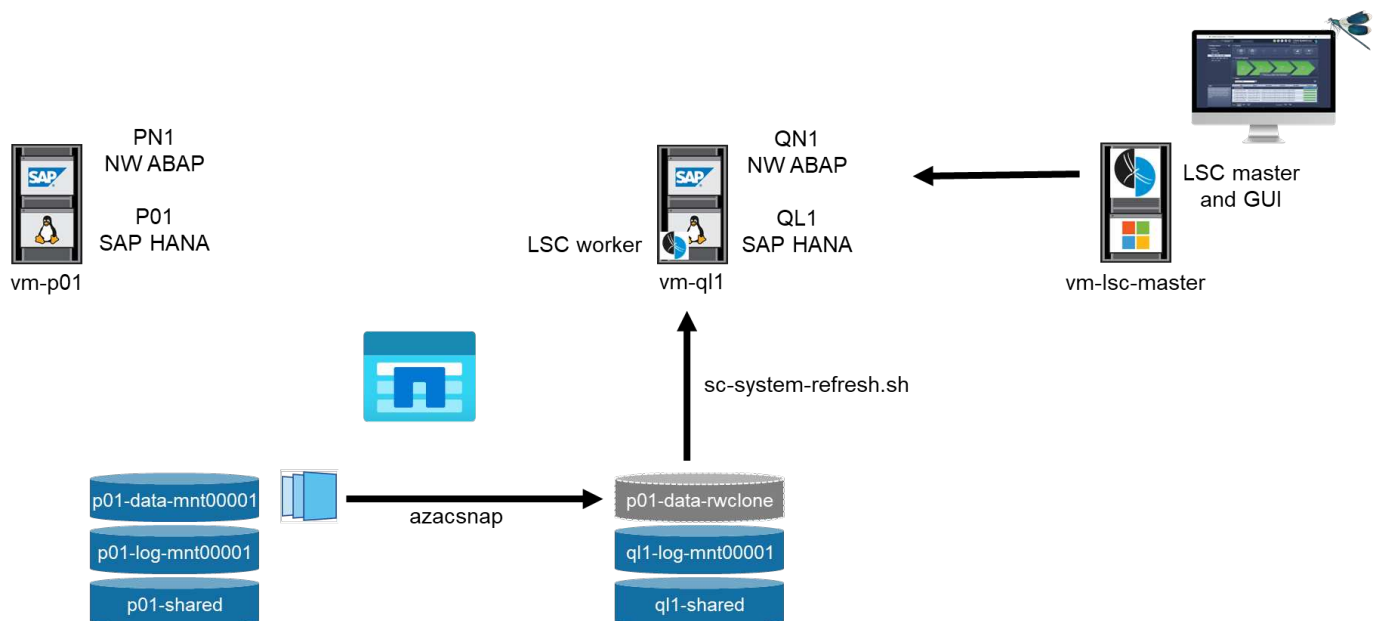 PN1
NW ABAP
SAP
P01
SAP HANA
vm-p01
QN1
NW ABAP
SAP
LSC worker
QL1
SAP HANA
vm-ql1
LSC master
and GUI
vm-lsc-master
sc-system-refresh.sh
p01-data-mnt00001
azacsnap
p01-data-rwclone
p01-log-mnt00001
ql1-log-mnt00001
p01-shared
ql1-shared